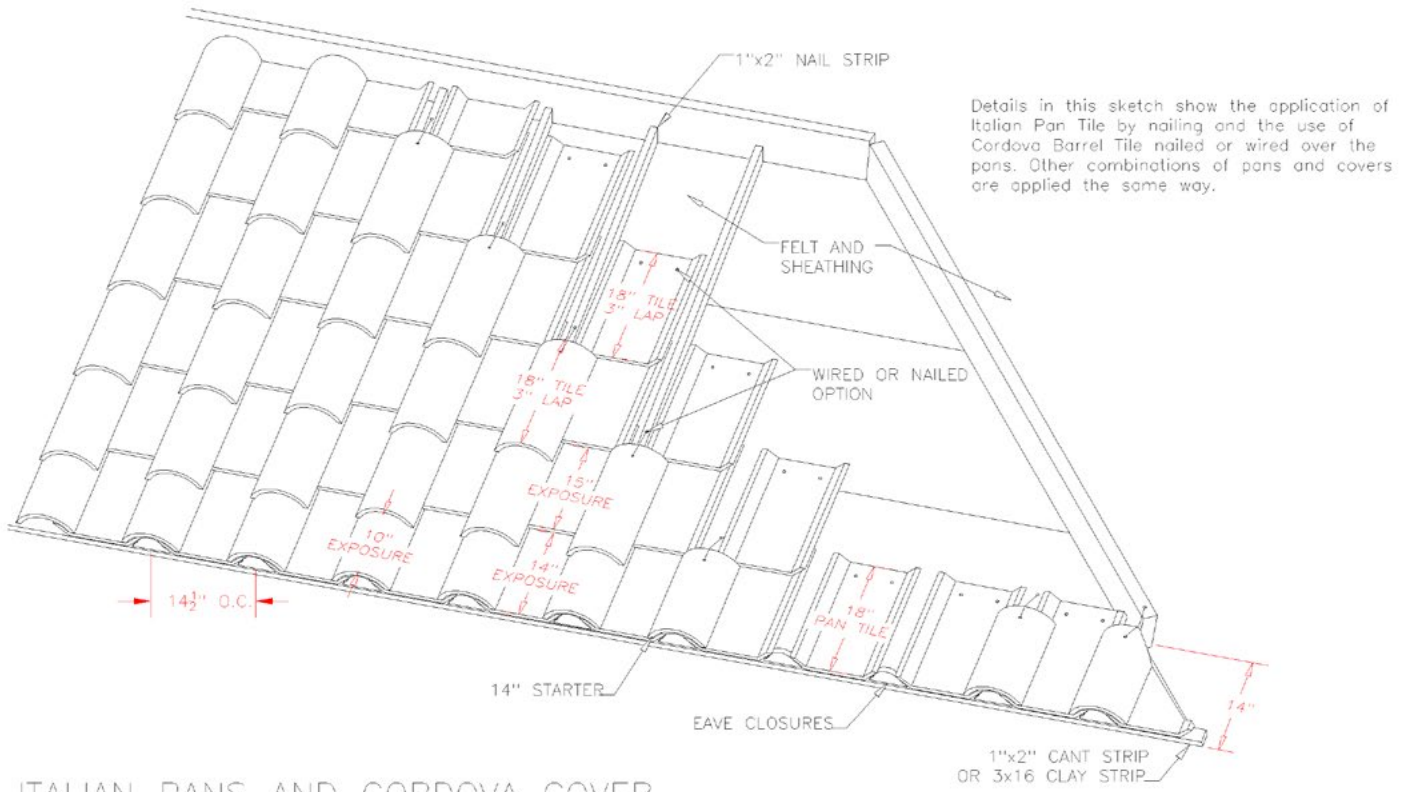 1"x2" NAIL STRIP
Details in this sketch show the application of
Italian Pan Tile by nailing and the use of
Cordova Barrel Tile nailed or wired over the
pans. Other combinations of pans and covers
are applied the same way.
FELT AND
SHEATHING
18" TILE
3" LAP
18" TILE
3" LAP
WIRED OR NAILED
OPTION
15"
EXPOSURE
10"
EXPOSURE
14"
EXPOSURE
14½" O.C.
18"
PAN TILE
14" STARTER
EAVE CLOSURES
14"
1"x2" CANT STRIP
OR 3x16 CLAY STRIP
ITALIAN PANS AND CORDOVA COVER